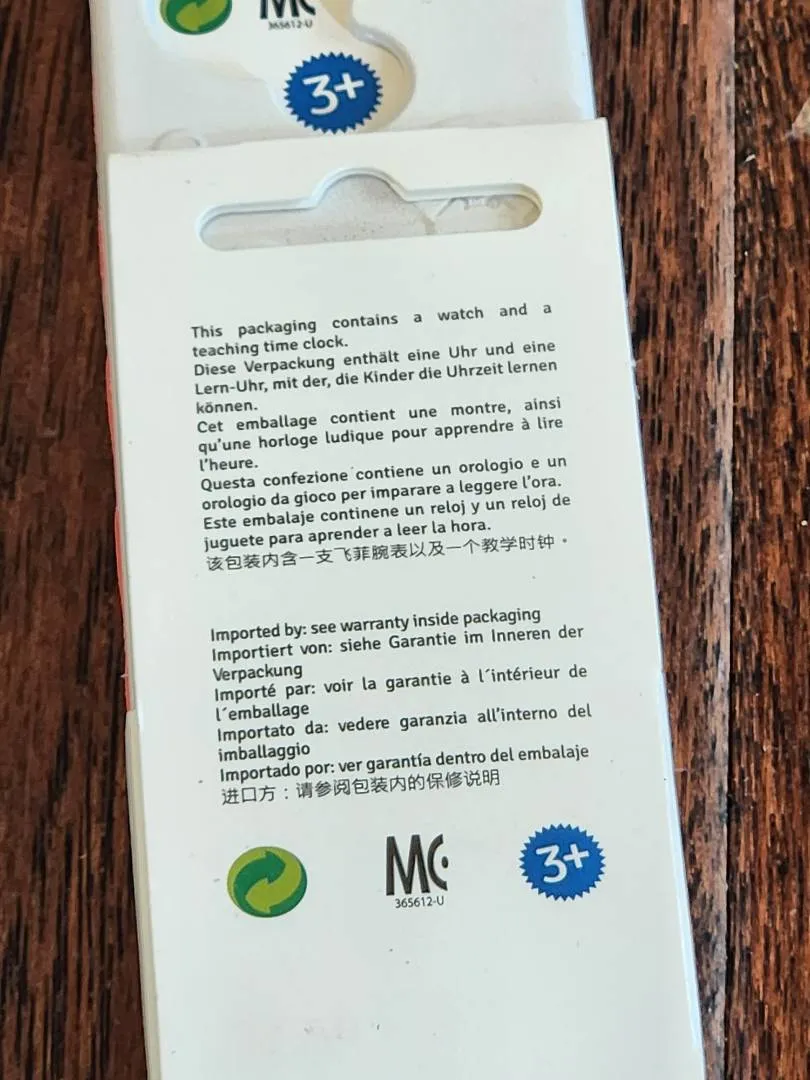 MC
365612-U
3+
This packaging contains a watch and a
teaching time clock.
Diese Verpackung enthält eine Uhr und eine
Lern-Uhr, mit der, die Kinder die Uhrzeit lernen
können.
Cet emballage contient une montre, ainsi
qu'une horloge ludique pour apprendre à lire
l'heure.
Questa confezione contiene un orologio e un
orologio da gioco per imparare a leggere l'ora.
Este embalaje continene un reloj y un reloj de
juguete para aprender a leer la hora.
该包装内含一支飞菲腕表以及一个教学时钟。
Imported by: see warranty inside packaging
Importiert von: siehe Garantie im Inneren der
Verpackung
Importé par: voir la garantie à l´intérieur de
l´emballage
Importato da: vedere garanzia all'interno del
imballaggio
Importado por: ver garantía dentro del embalaje
进口方：请参阅包装内的保修说明
MC
365612-U
3+